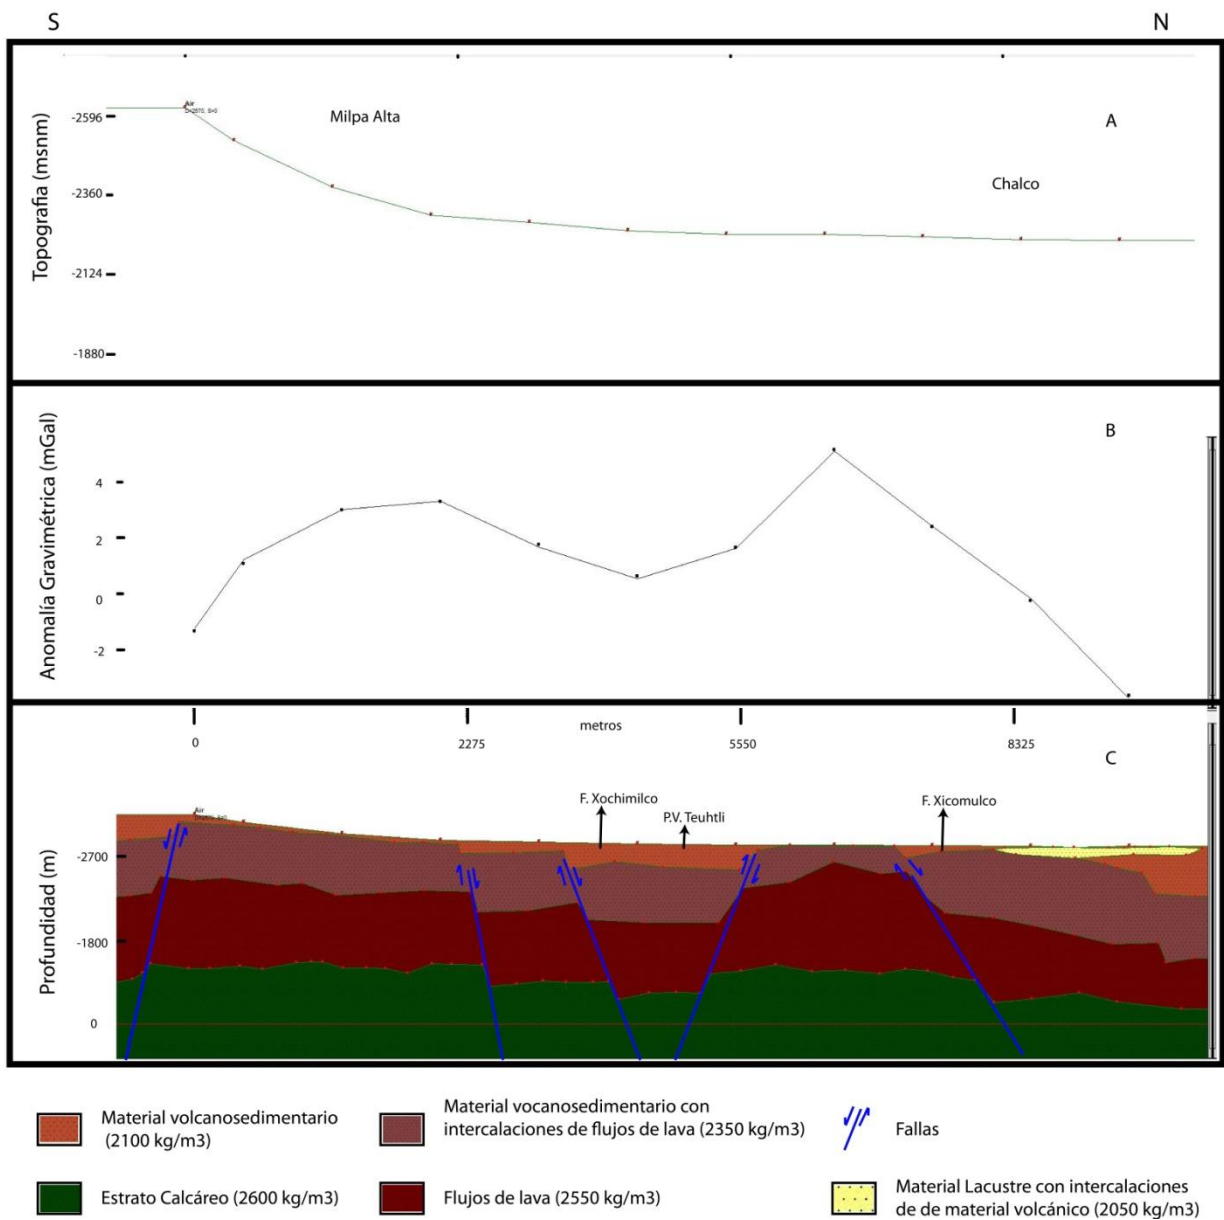 S
N
Topografia (msnm)
-2596
-2360
-2124
-1880
Air
Milpa Alta
Chalco
A
Anomalía Gravimétrica (mGal)
4
2
0
-2
B
metros
0
2275
5550
8325
C
Profundidad (m)
-2700
-1800
0
Air
F. Xochimilco
P.V. Teuhtli
F. Xicomulco
Material volcanosedimentario
(2100 kg/m3)
Material vocanosedimentario con
intercalaciones de flujos de lava (2350 kg/m3)
Fallas
Estrato Calcáreo (2600 kg/m3)
Flujos de lava (2550 kg/m3)
Material Lacustre con intercalaciones
de de material volcánico (2050 kg/m3)